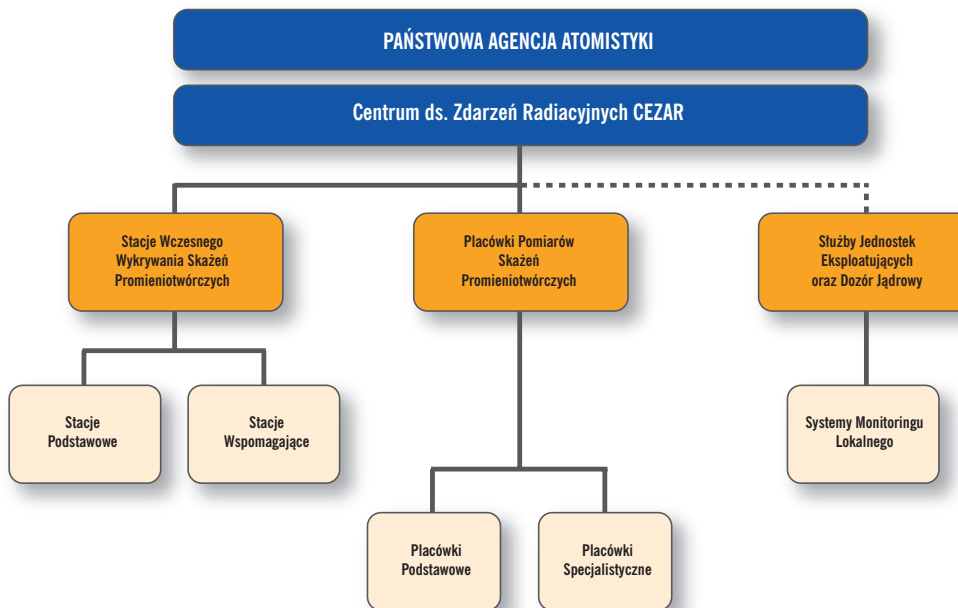 PAŃSTWOWA AGENCJA ATOMISTYKI
Centrum ds. Zdarzeń Radiacyjnych CEZAR
Stacje Wczesnego
Wykrywania Skażeń
Promieniotwórczych
Placówki Pomiarów
Skażeń
Promieniotwórczych
Służby Jednostek
Eksploatujących
oraz Dozór Jądrowy
Stacje
Podstawowe
Stacje
Wspomagające
Systemy Monitoringu
Lokalnego
Placówki
Podstawowe
Placówki
Specjalistyczne